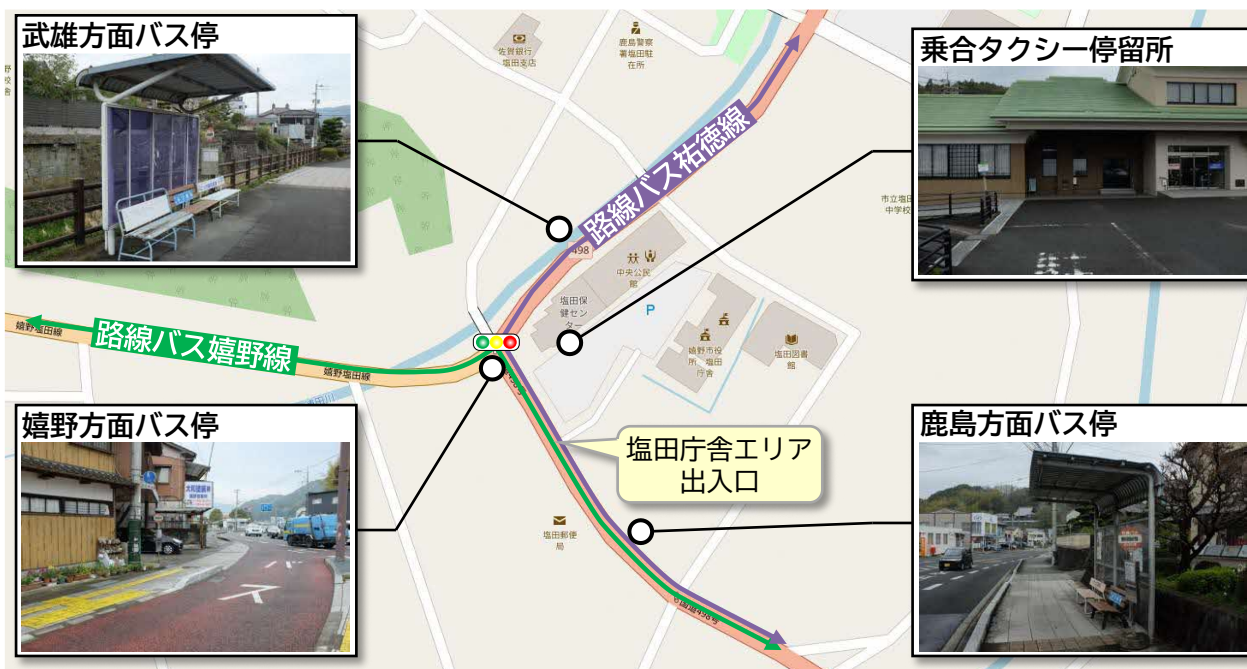 武雄方面バス停
乗合タクシー停留所
佐賀銀行
塩田支店
鹿島警察
署塩田駐
在所
路線バス祐徳線
498
中央公民
館
塩田保
健セン
ター
P
嬉野市役
所 塩田
庁舎
塩田図書
館
市立塩田
中学校
嬉野塩田線
路線バス嬉野線
嬉野塩田線
嬉野方面バス停
塩田庁舎エリア
出入口
鹿島方面バス停
塩田郵便
局
国道498号